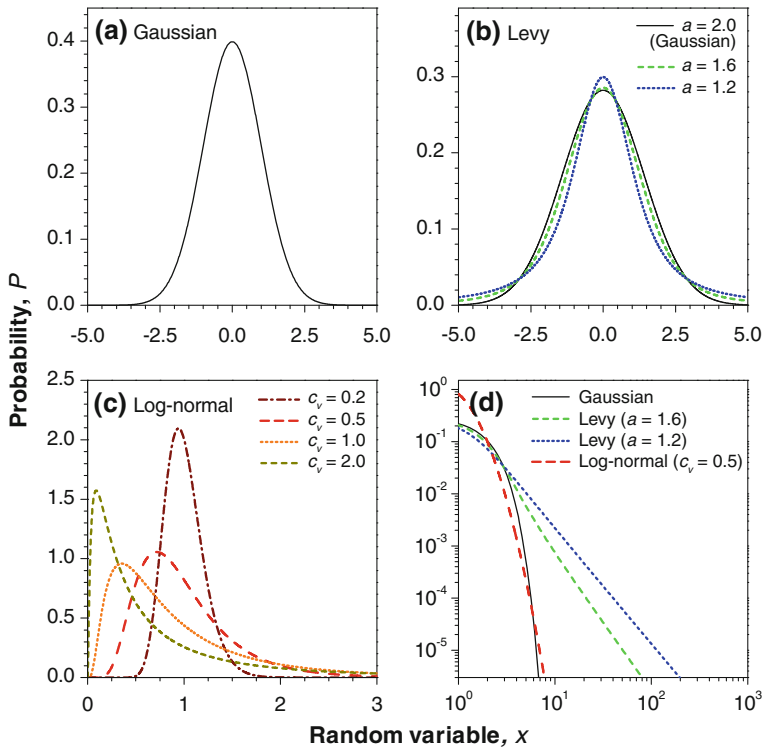 (a) Gaussian
0.4
0.3
0.2
0.1
0.0
-5.0 -2.5 0.0 2.5 5.0
(b) Levy
a = 2.0
(Gaussian)
a = 1.6
a = 1.2
0.3
0.2
0.1
0.0
-5.0 -2.5 0.0 2.5 5.0
Probability, P
(c) Log-normal
cv = 0.2
cv = 0.5
cv = 1.0
cv = 2.0
2.5
2.0
1.5
1.0
0.5
0.0
0 1 2 3
(d)
Gaussian
Levy (a = 1.6)
Levy (a = 1.2)
Log-normal (cv = 0.5)
10^0
10^-1
10^-2
10^-3
10^-4
10^-5
10^0 10^1 10^2 10^3
Random variable, x